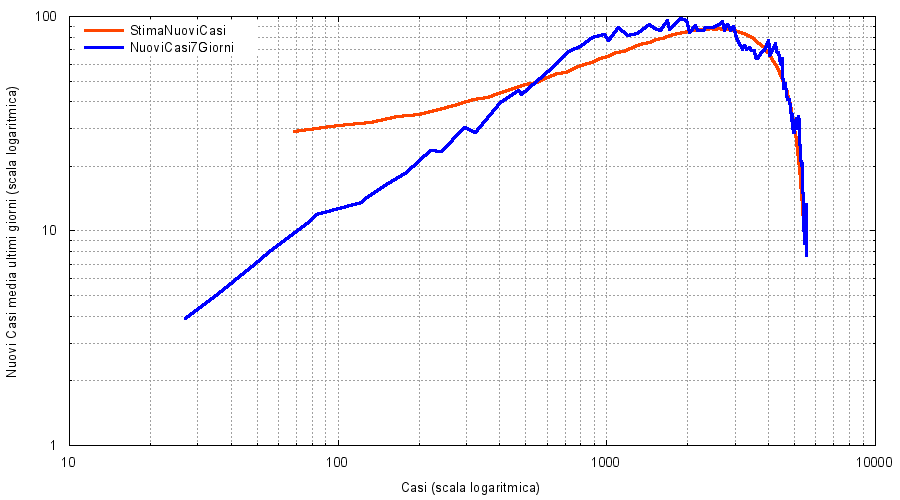 100
StimaNuoviCasi
NuoviCasi7Giorni
10
1
Nuovi Casi media ultimi giorni (scala logaritmica)
10
100
1000
10000
Casi (scala logaritmica)